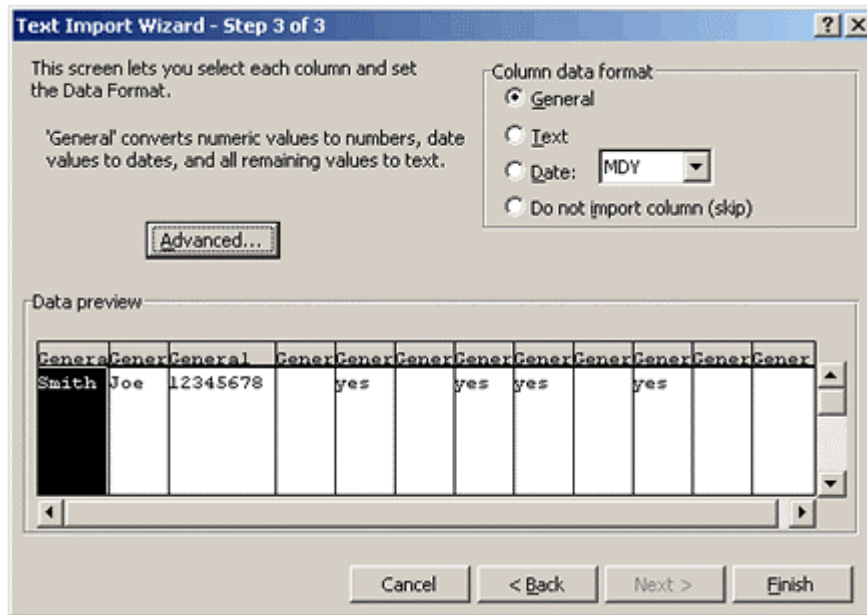 Text Import Wizard - Step 3 of 3
This screen lets you select each column and set
the Data Format.
'General' converts numeric values to numbers, date
values to dates, and all remaining values to text.
Advanced...
Column data format
General
Text
Date: MDY
Do not import column (skip)
Data preview
Genera Gener General Gener Gener Gener Gener Gener Gener Gener Gener Gener
Smith Joe 12345678 yes yes yes yes
Cancel < Back Next > Finish